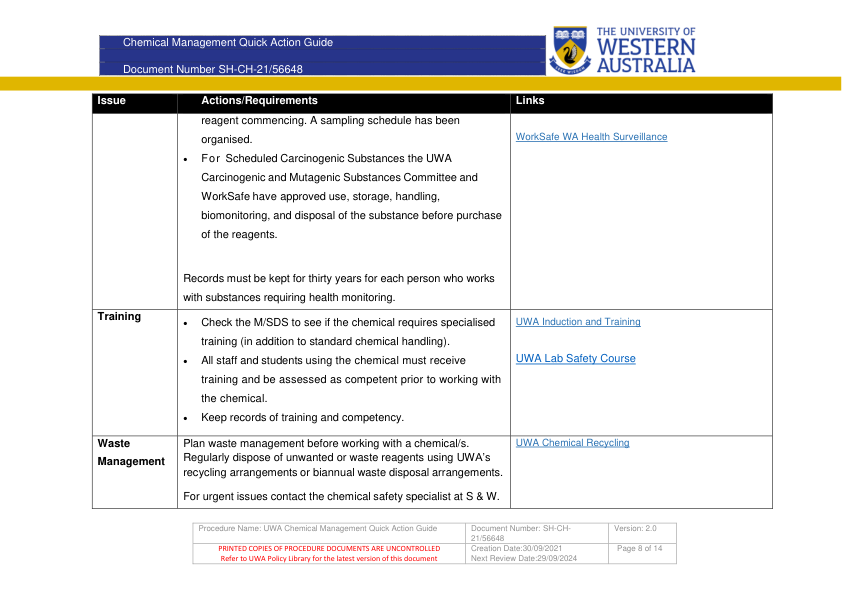 Chemical Management Quick Action Guide
Document Number SH-CH-21/56648
THE UNIVERSITY OF
WESTERN
AUSTRALIA
Issue Actions/Requirements Links
reagent commencing. A sampling schedule has been
organised.
• For Scheduled Carcinogenic Substances the UWA
Carcinogenic and Mutagenic Substances Committee and
WorkSafe have approved use, storage, handling,
biomonitoring, and disposal of the substance before purchase
of the reagents.
Records must be kept for thirty years for each person who works
with substances requiring health monitoring.
WorkSafe WA Health Surveillance
Training
• Check the M/SDS to see if the chemical requires specialised
training (in addition to standard chemical handling).
• All staff and students using the chemical must receive
training and be assessed as competent prior to working with
the chemical.
• Keep records of training and competency.
UWA Induction and Training
UWA Lab Safety Course
Waste
Management
Plan waste management before working with a chemical/s.
Regularly dispose of unwanted or waste reagents using UWA's
recycling arrangements or biannual waste disposal arrangements.
For urgent issues contact the chemical safety specialist at S & W.
UWA Chemical Recycling
Procedure Name: UWA Chemical Management Quick Action Guide
Document Number: SH-CH-
21/56648
Version: 2.0
PRINTED COPIES OF PROCEDURE DOCUMENTS ARE UNCONTROLLED
Refer to UWA Policy Library for the latest version of this document
Creation Date:30/09/2021
Next Review Date:29/09/2024
Page 8 of 14